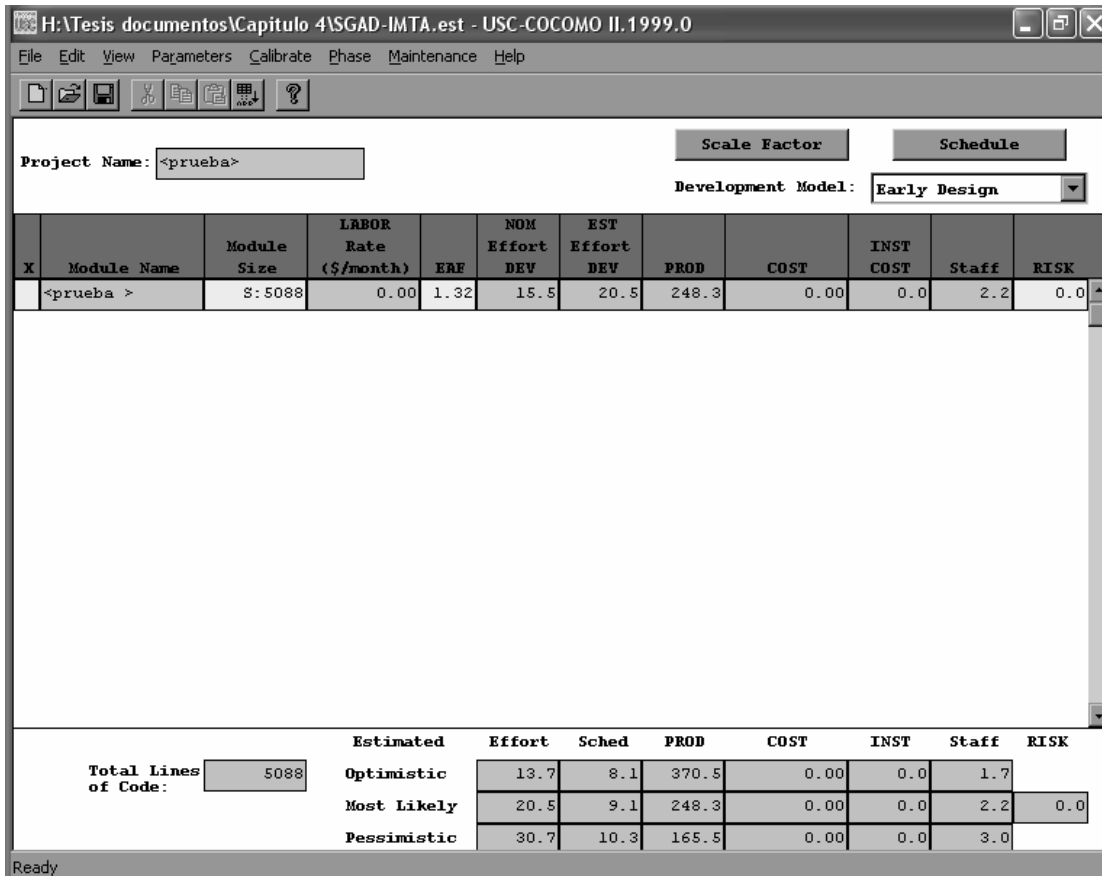 H:\Tesis documentos\Capitulo 4\SGAD-IMTA.est - USC-COCOMO II.1999.0
File Edit View Parameters Calibrate Phase Maintenance Help
Project Name: <prueba>
Scale Factor
Schedule
Development Model: Early Design
X Module Name Module Size LABOR Rate ($/month) EAF NOM Effort DEV EST Effort DEV PROD COST INST COST Staff RISK
<prueba > S:5088 0.00 1.32 15.5 20.5 248.3 0.00 0.0 2.2 0.0
Estimated Effort Sched PROD COST INST Staff RISK
Total Lines of Code: 5088
Optimistic 13.7 8.1 370.5 0.00 0.0 1.7
Most Likely 20.5 9.1 248.3 0.00 0.0 2.2 0.0
Pessimistic 30.7 10.3 165.5 0.00 0.0 3.0
Ready